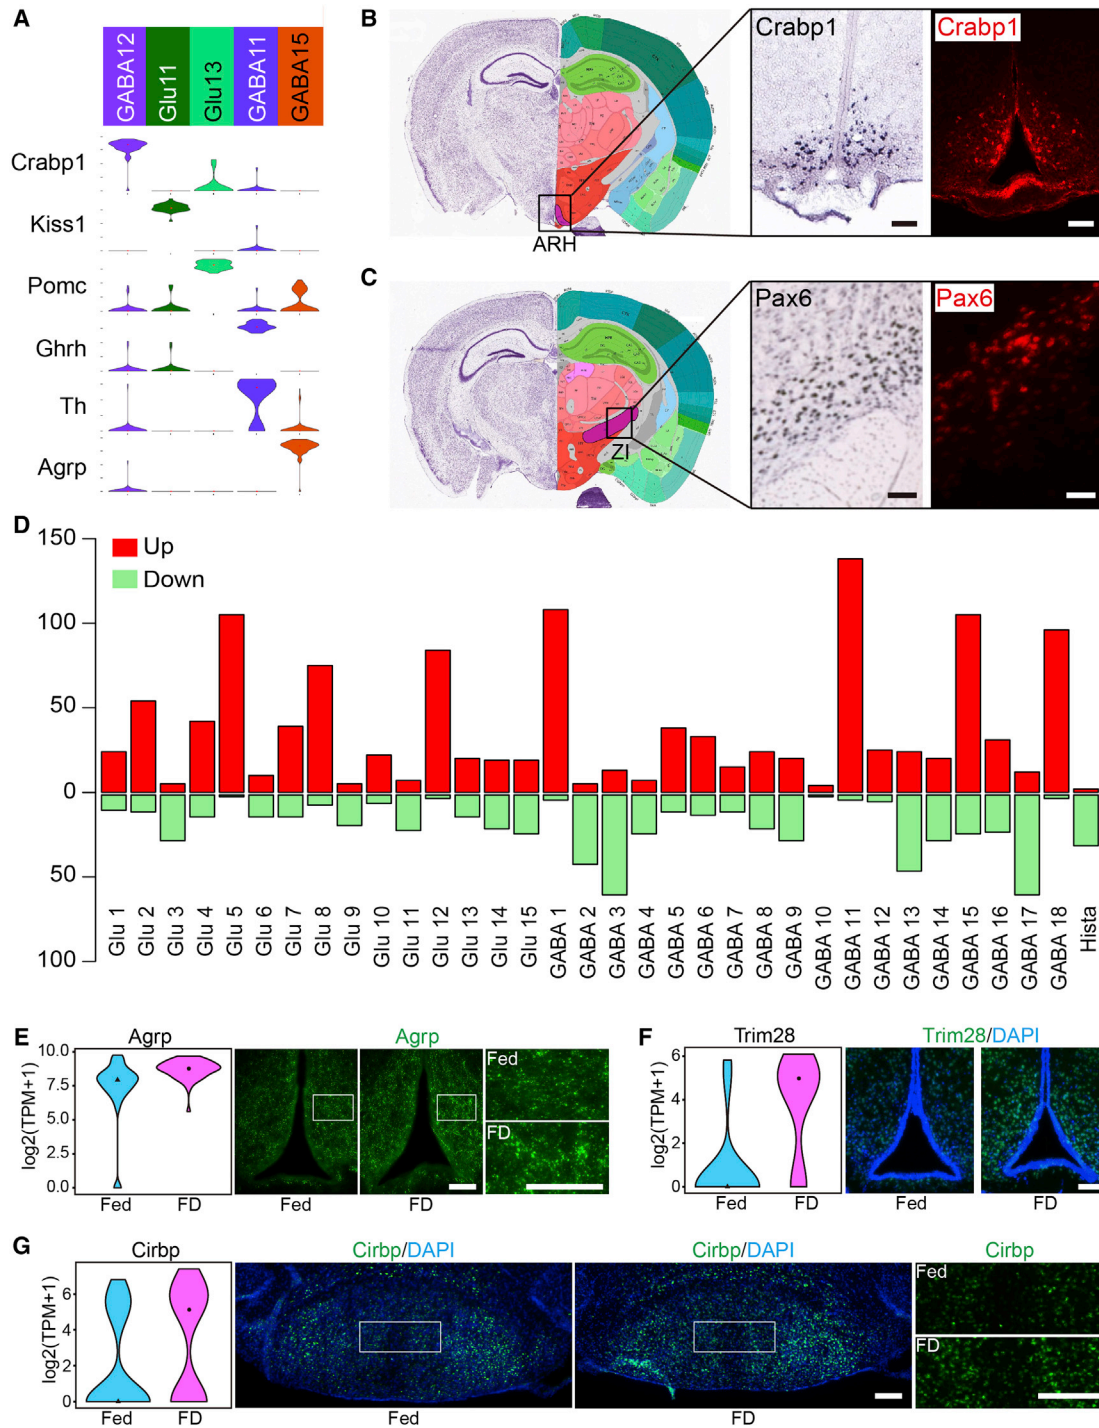 A
GABA12
Glu11
Glu13
GABA11
GABA15
Crabp1
Kiss1
Pomc
Ghrh
Th
Agrp
B
ARH
Crabp1
Crabp1
C
ZI
Pax6
Pax6
D
Up
Down
150
100
50
0
50
100
Glu 1
Glu 2
Glu 3
Glu 4
Glu 5
Glu 6
Glu 7
Glu 8
Glu 9
Glu 10
Glu 11
Glu 12
Glu 13
Glu 14
Glu 15
GABA 1
GABA 2
GABA 3
GABA 4
GABA 5
GABA 6
GABA 7
GABA 8
GABA 9
GABA 10
GABA 11
GABA 12
GABA 13
GABA 14
GABA 15
GABA 16
GABA 17
GABA 18
Hista
E
Agrp
log2(TPM+1)
10.0
7.5
5.0
2.5
0.0
Fed
FD
Agrp
Fed
FD
Fed
FD
F
Trim28
log2(TPM+1)
6
4
2
0
Fed
FD
Trim28/DAPI
Fed
FD
G
Cirbp
log2(TPM+1)
6
4
2
0
Fed
FD
Cirbp/DAPI
Fed
Cirbp/DAPI
FD
Cirbp
Fed
FD